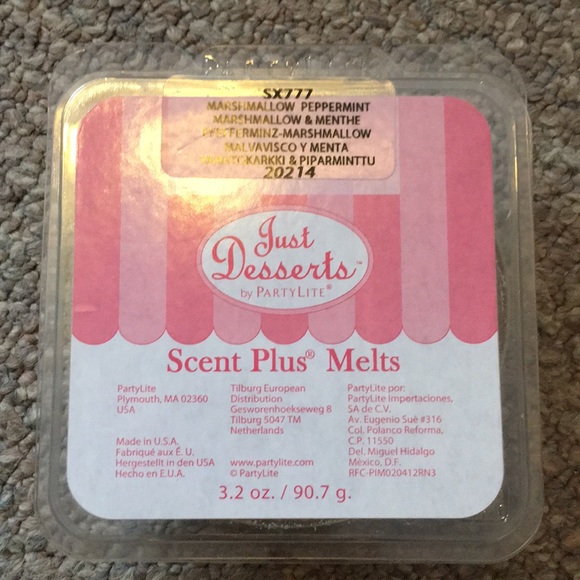 SX777
MARSHMALLOW PEPPERMINT
MARSHMALLOW & MENTHE
PFEFFERMINZ-MARSHMALLOW
MALVAVISCO Y MENTA
& PIPARMINTTU
20214
Just
Desserts™
by PARTYLITE®
Scent Plus® Melts
PartyLite
Plymouth, MA 02360
USA
Made in U.S.A.
Fabriqué aux É. U.
Hergestellt in den USA
Hecho en E.U.A.
Tilburg European
Distribution
Gesworenhoekseweg 8
Tilburg 5047 TM
Netherlands
www.partylite.com
© PartyLite
PartyLite por:
PartyLite Importaciones,
SA de C.V.
Av. Eugenio Suè #316
Col. Polanco Reforma,
C.P. 11550
Del. Miguel Hidalgo
México, D.F.
RFC-PIM020412RN3
3.2 oz. / 90.7 g.